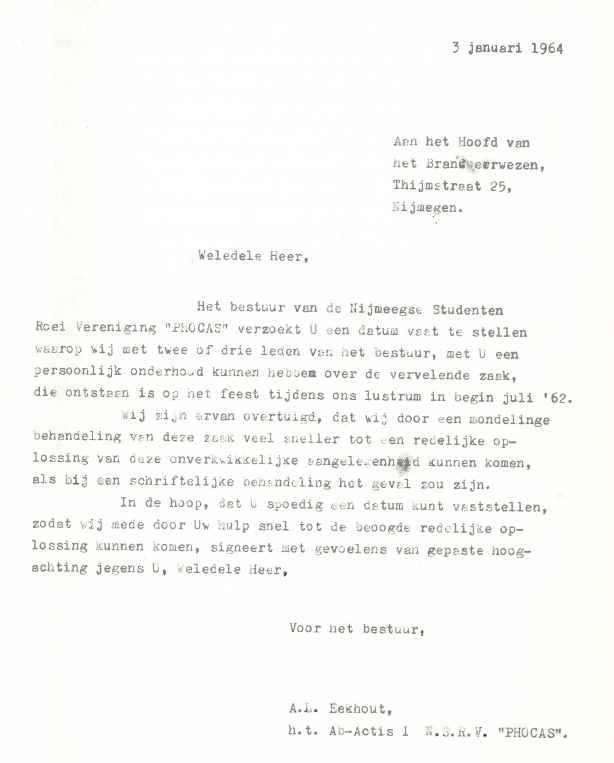 3 januari 1964
Aan het Hoofd van
het Brandweerwezen,
Thijmstraat 25,
Nijmegen.
Weledele Heer,
Het bestuur van de Nijmeegse Studenten
Roei Vereniging "PHOCAS" verzoekt U een datum vast te stellen
waarop wij met twee of drie leden van het bestuur, met U een
persoonlijk onderhoud kunnen hebbem over de vervelende zaak,
die ontstaan is op het feest tijdens ons lustrum in begin juli '62.
Wij zijn ervan overtuigd, dat wij door een mondelinge
behandeling van deze zaak veel sneller tot een redelijke op-
lossing van deze onverkwikkelijke aangelegenheid kunnen komen,
als bij een schriftelijke behandeling het geval zou zijn.
In de hoop, dat U spoedig een datum kunt vaststellen,
zodat wij mede door Uw hulp snel tot de beoogde redelijke op-
lossing kunnen komen, signeert met gevoelens van gepaste hoog-
achting jegens U, Weledele Heer,
Voor het bestuur,
A.L. Eekhout,
h.t. Ab-Actis I N.S.R.V. "PHOCAS".